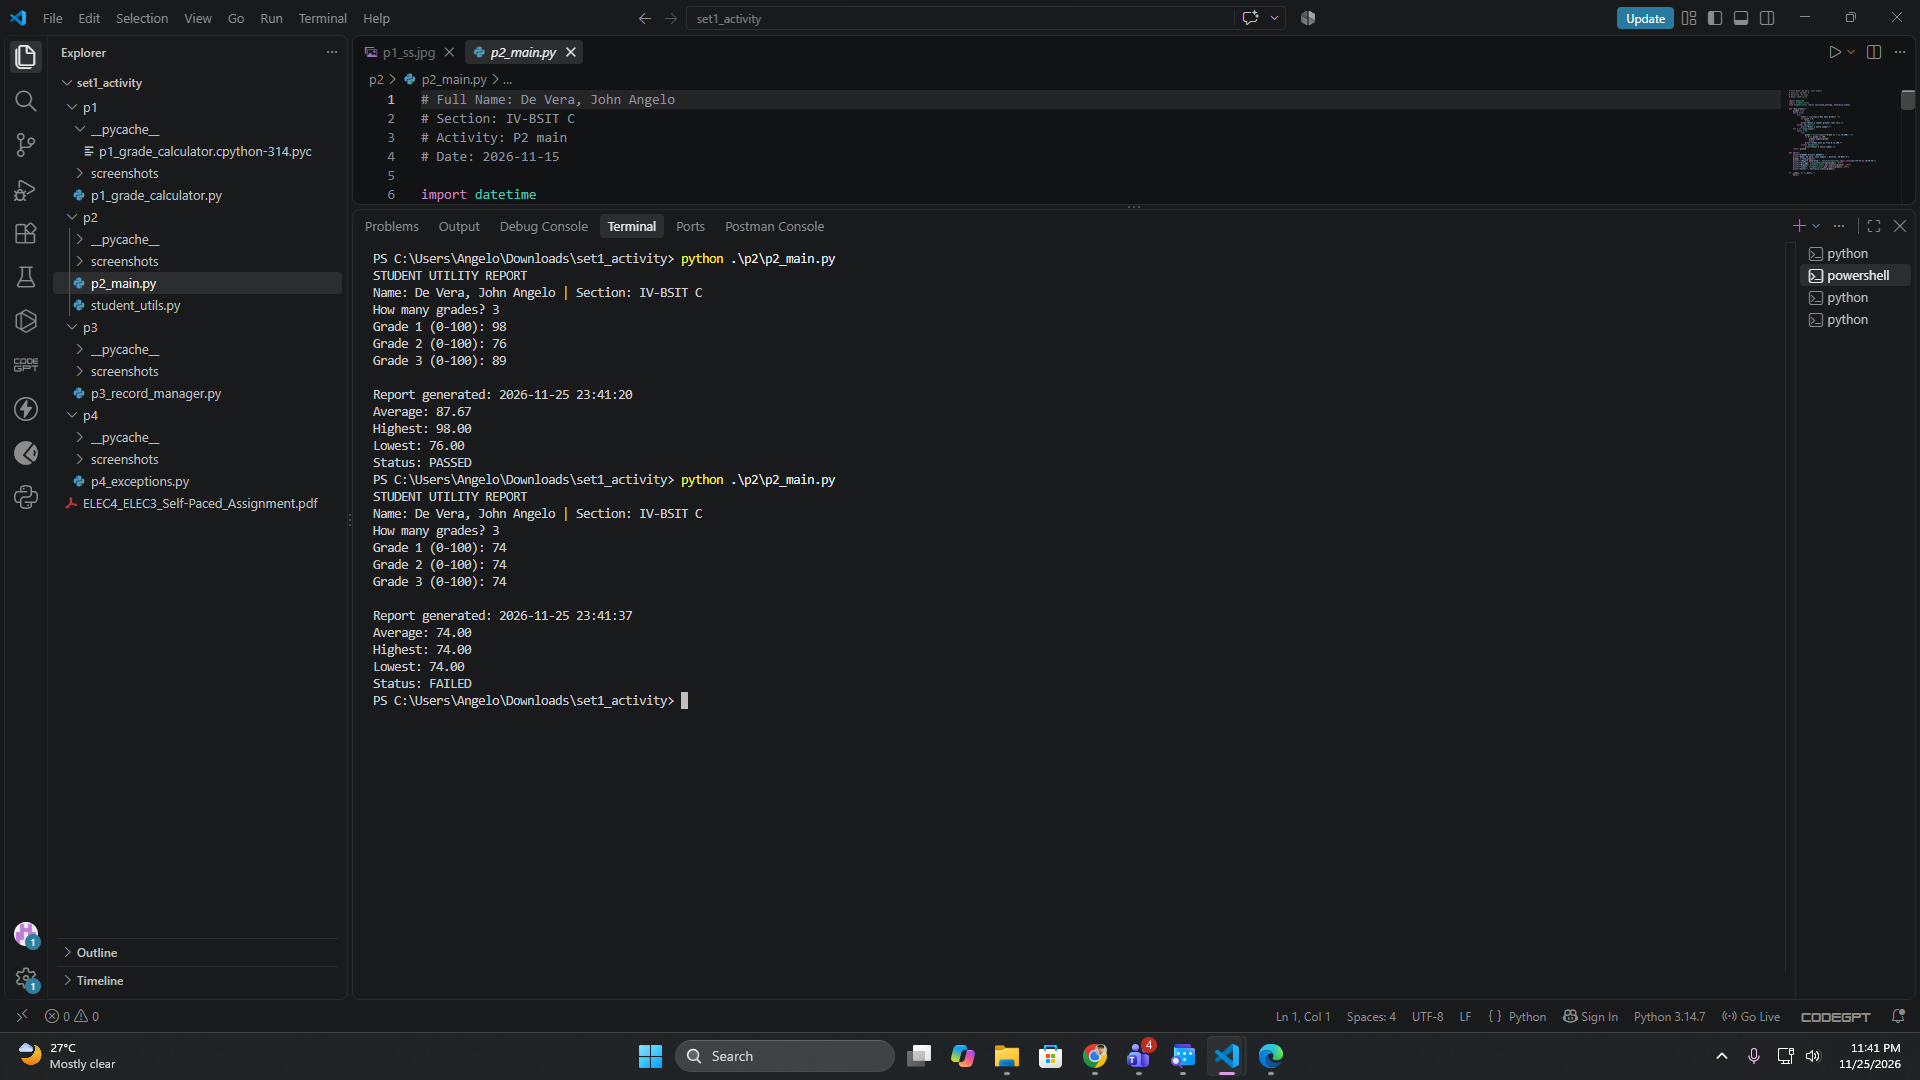 File Edit Selection View Go Run Terminal Help
set1_activity
Update
Explorer
set1_activity
p1
__pycache__
p1_grade_calculator.cpython-314.pyc
screenshots
p1_grade_calculator.py
p2
__pycache__
screenshots
p2_main.py
student_utils.py
p3
__pycache__
screenshots
p3_record_manager.py
p4
__pycache__
screenshots
p4_exceptions.py
ELEC4_ELEC3_Self-Paced_Assignment.pdf
Outline
Timeline
CODE
GPT
1
1
p1_ss.jpg
p2_main.py
p2 > p2_main.py > ...
1 # Full Name: De Vera, John Angelo
2 # Section: IV-BSIT C
3 # Activity: P2 main
4 # Date: 2026-11-15
5
6 import datetime
Problems Output Debug Console Terminal Ports Postman Console
PS C:\Users\Angelo\Downloads\set1_activity> python .\p2\p2_main.py
STUDENT UTILITY REPORT
Name: De Vera, John Angelo | Section: IV-BSIT C
How many grades? 3
Grade 1 (0-100): 98
Grade 2 (0-100): 76
Grade 3 (0-100): 89
Report generated: 2026-11-25 23:41:20
Average: 87.67
Highest: 98.00
Lowest: 76.00
Status: PASSED
PS C:\Users\Angelo\Downloads\set1_activity> python .\p2\p2_main.py
STUDENT UTILITY REPORT
Name: De Vera, John Angelo | Section: IV-BSIT C
How many grades? 3
Grade 1 (0-100): 74
Grade 2 (0-100): 74
Grade 3 (0-100): 74
Report generated: 2026-11-25 23:41:37
Average: 74.00
Highest: 74.00
Lowest: 74.00
Status: FAILED
PS C:\Users\Angelo\Downloads\set1_activity>
python
powershell
python
python
0 0
Ln 1, Col 1 Spaces: 4 UTF-8 LF {} Python Sign In Python 3.14.7 Go Live CODEGPT
27°C
Mostly clear
Search
4
11:41 PM
11/25/2026